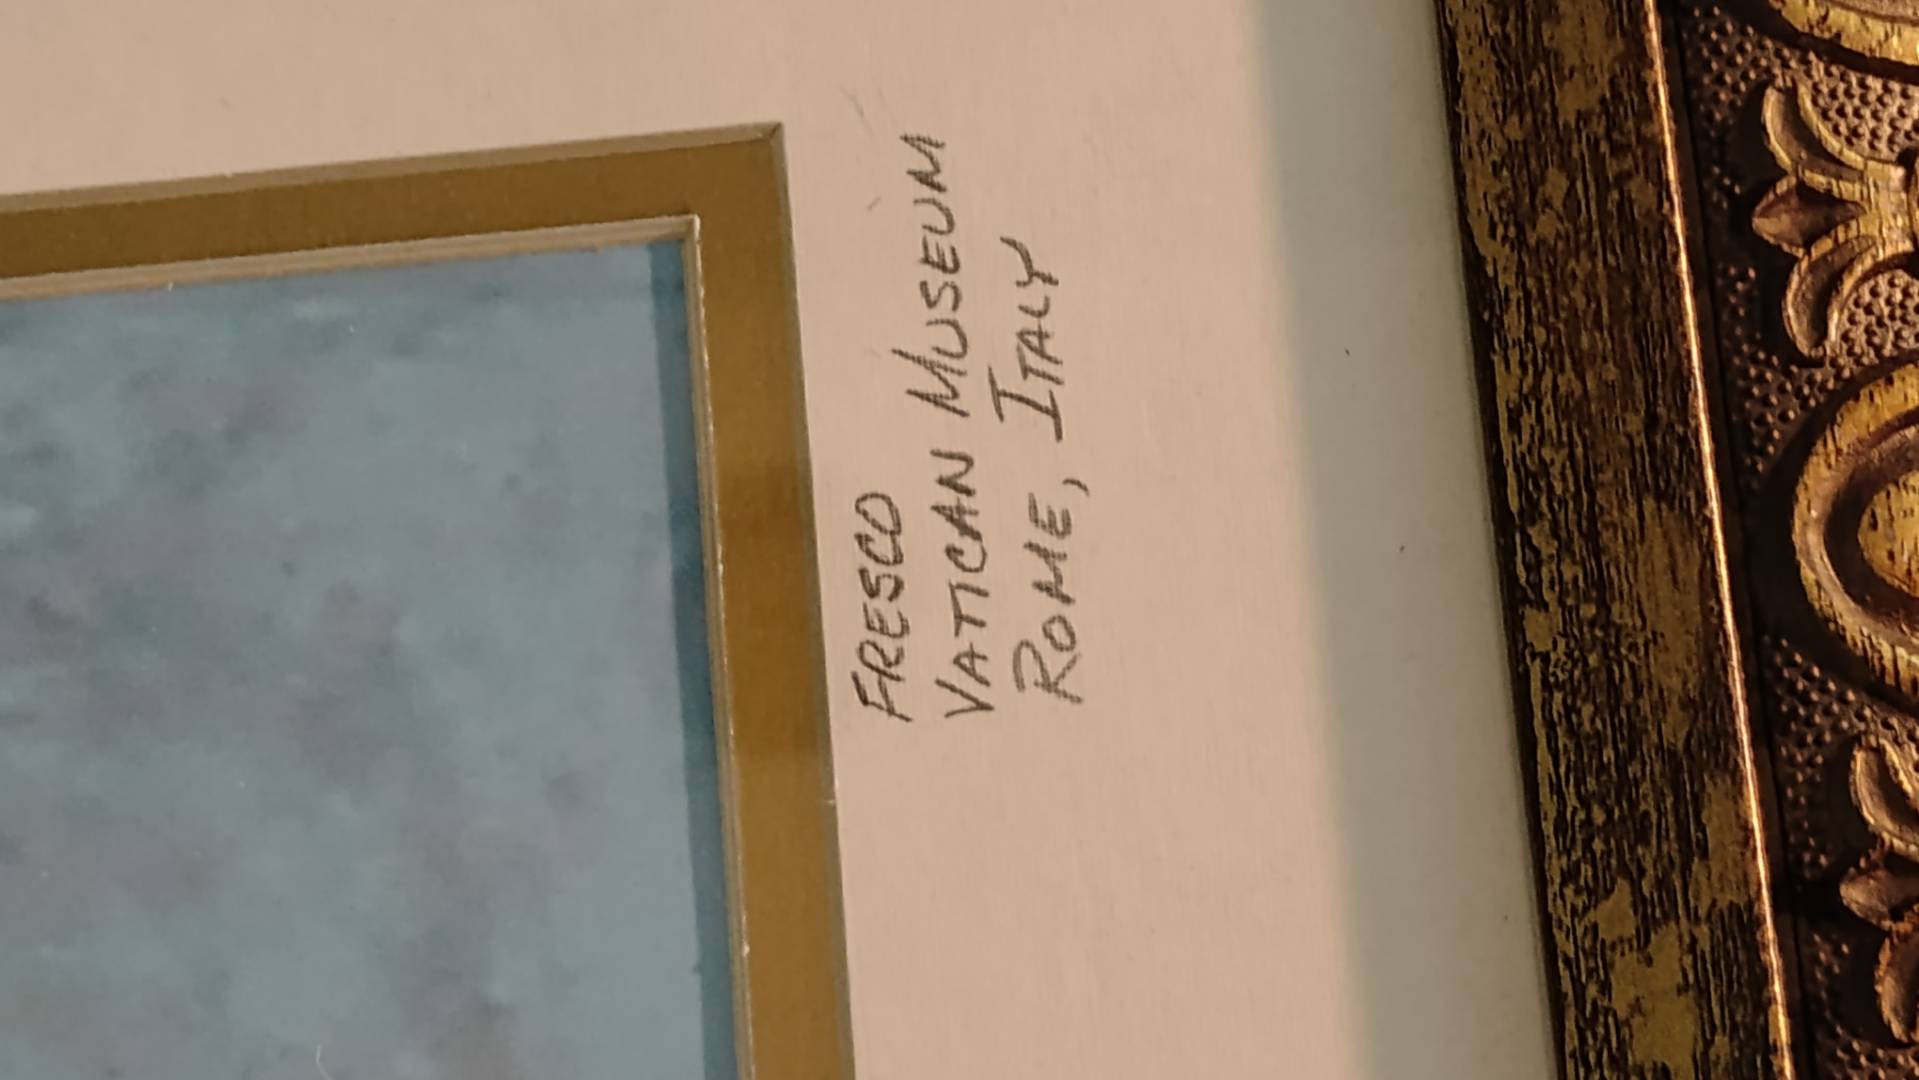 FRESCO
VATICAN MUSEUM
ROME, ITALY